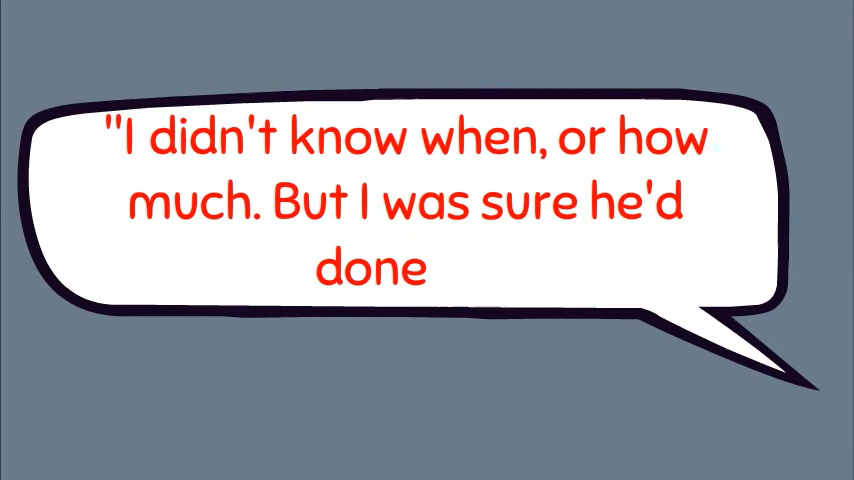 "I didn't know when, or how
much. But I was sure he'd
done